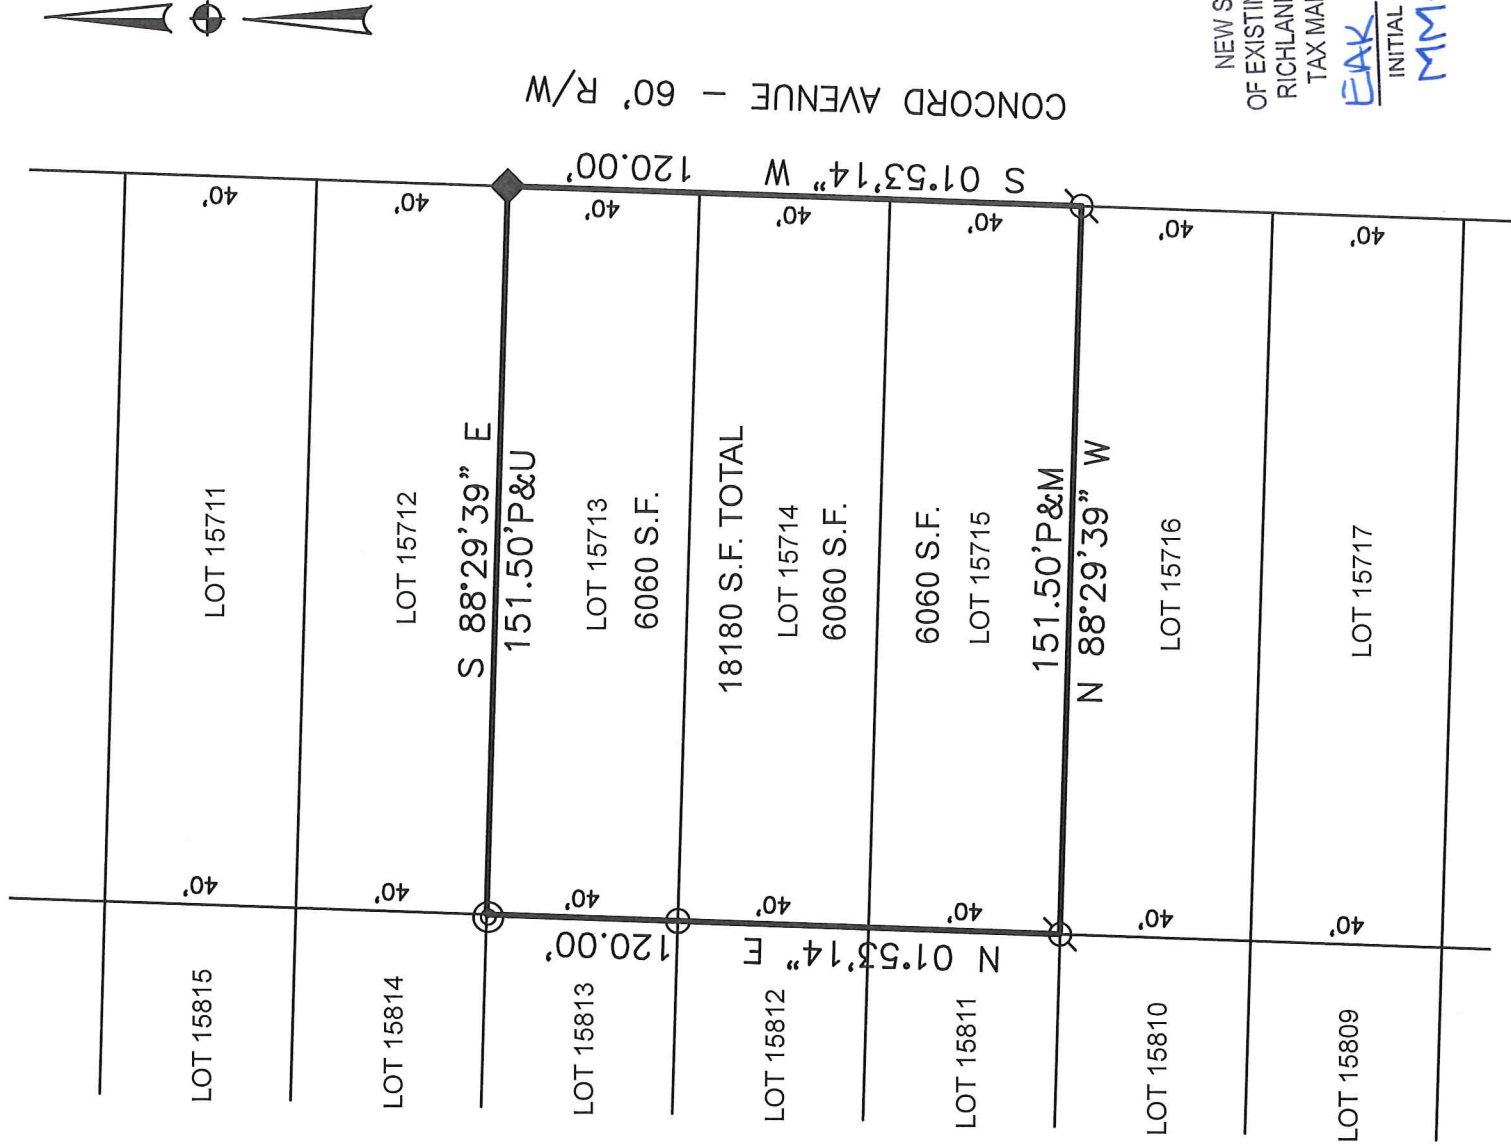 CONCORD AVENUE - 60' R/W
S 01°53'14" W 120.00'
40'
40'
40'
40'
40'
40'
40'
LOT 15711
LOT 15712
S 88°29'39" E
151.50'P&U
LOT 15713
6060 S.F.
18180 S.F. TOTAL
LOT 15714
6060 S.F.
6060 S.F.
LOT 15715
151.50'P&M
N 88°29'39" W
LOT 15716
LOT 15717
40'
40'
40'
40'
40'
40'
40'
N 01°53'14" E 120.00'
LOT 15815
LOT 15814
LOT 15813
LOT 15812
LOT 15811
LOT 15810
LOT 15809
NEW
OF
RICHLAND
TAX
EAK
INITIAL
MM